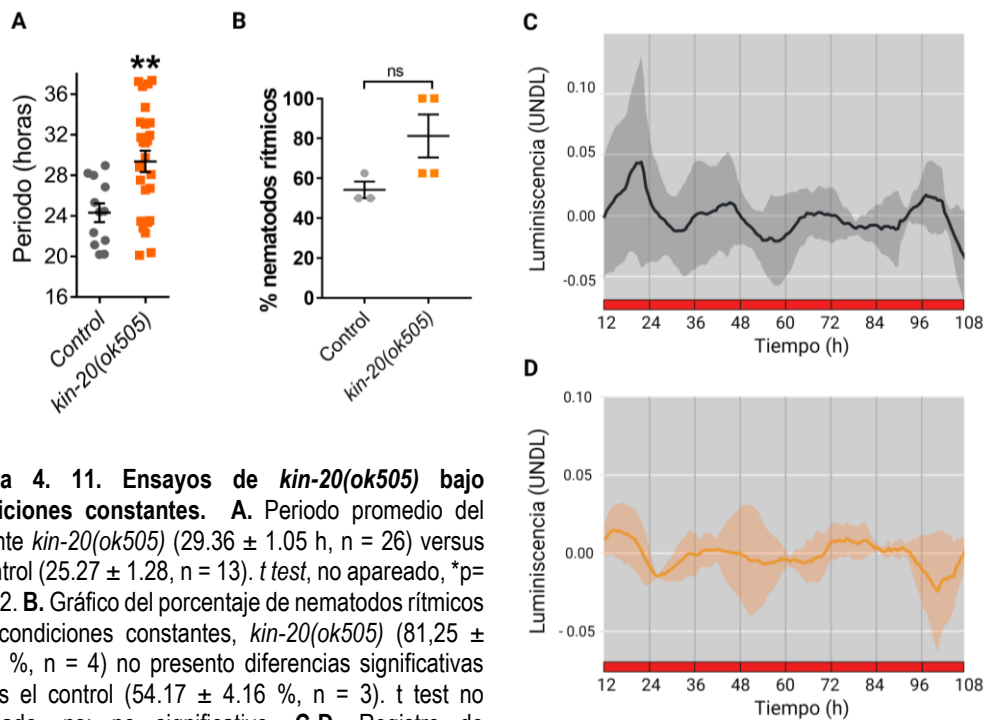 A
B
C
D
**
Periodo (horas)
36
32
28
24
20
16
Control
kin-20(ok505)
ns
% nematodos rítmicos
100
80
60
40
20
0
Control
kin-20(ok505)
Luminiscencia (UNDL)
0.10
0.05
0.00
-0.05
12 24 36 48 60 72 84 96 108
Tiempo (h)
Luminiscencia (UNDL)
0.10
0.05
0.00
- 0.05
12 24 36 48 60 72 84 96 108
Tiempo (h)
4. 11. Ensayos de kin-20(ok505) bajo
constantes. A. Periodo promedio del
kin-20(ok505) (29.36 ± 1.05 h, n = 26) versus
(25.27 ± 1.28, n = 13). t test, no apareado, *p=
2. B. Gráfico del porcentaje de nematodos rítmicos
condiciones constantes, kin-20(ok505) (81,25 ±
%, n = 4) no presento diferencias significativas
el control (54.17 ± 4.16 %, n = 3). t test no